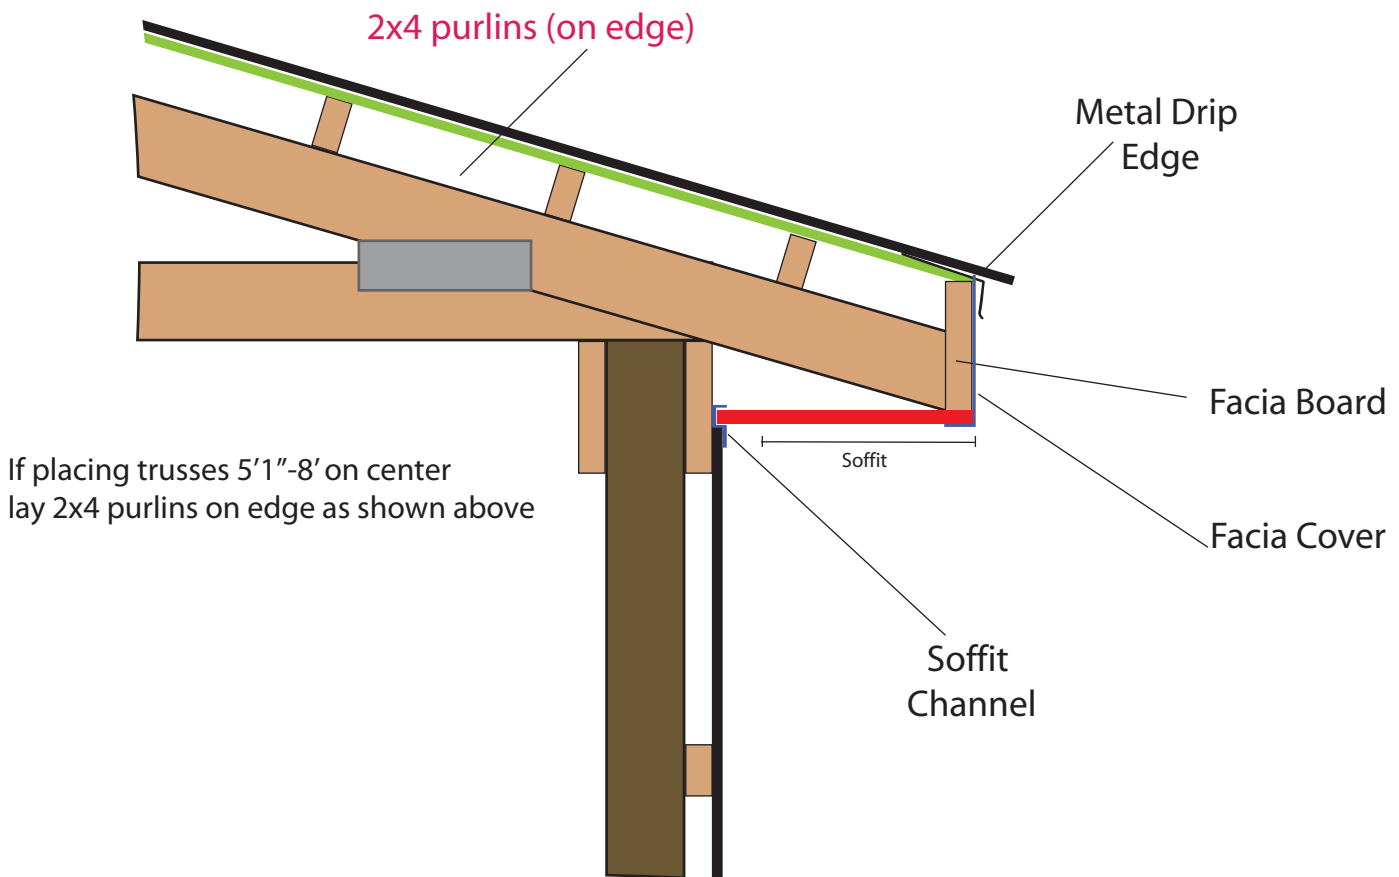 2x4 purlins (on edge)
Metal Drip
Edge
Facia Board
Soffit
If placing trusses 5’1”-8’ on center
lay 2x4 purlins on edge as shown above
Facia Cover
Soffit
Channel